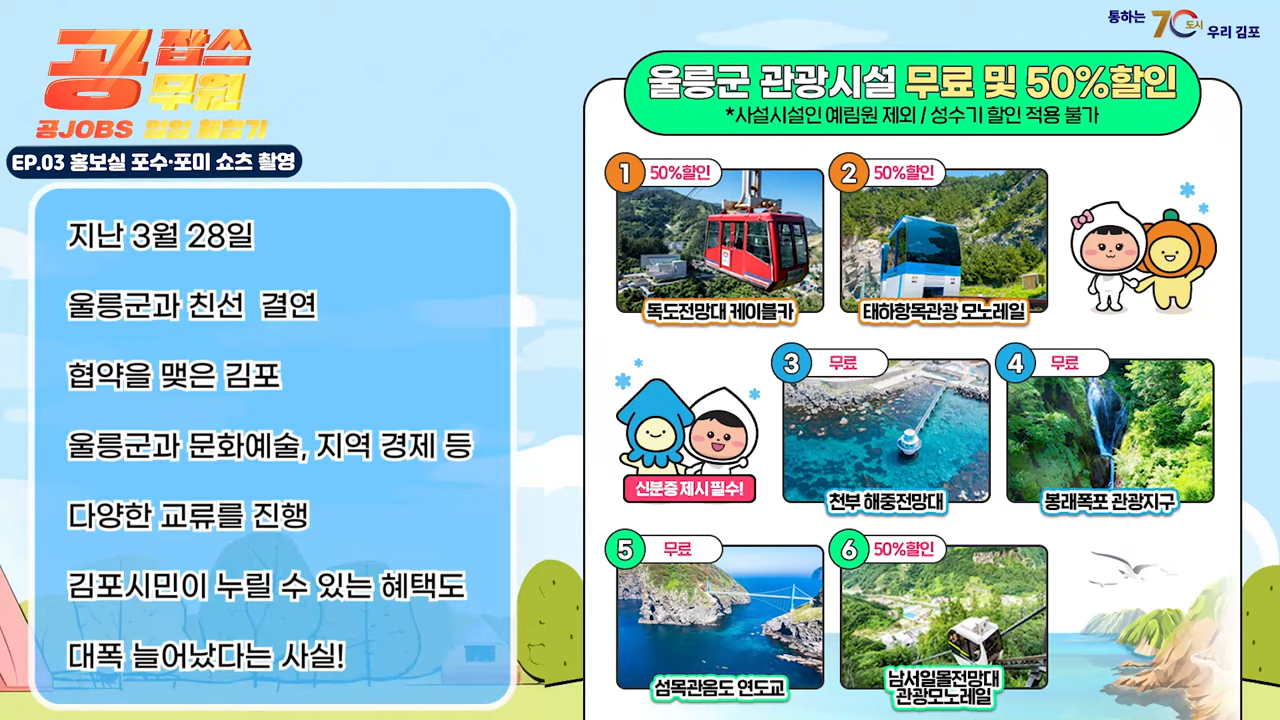 공잡스
무원
공JOBS 일일 체험기
EP.03 홍보실 포수·포미 쇼츠 촬영
지난 3월 28일
울릉군과 친선 결연
협약을 맺은 김포
울릉군과 문화예술, 지역 경제 등
다양한 교류를 진행
김포시민이 누릴 수 있는 혜택도
대폭 늘어났다는 사실!
통하는 70도시 우리 김포
울릉군 관광시설 무료 및 50%할인
*사설시설인 예림원 제외 / 성수기 할인 적용 불가
1 50%할인
독도전망대 케이블카
2 50%할인
태하향목관광 모노레일
신분증 제시 필수!
3 무료
천부 해중전망대
4 무료
봉래폭포 관광지구
5 무료
섬목관음도 연도교
6 50%할인
남서일몰전망대
관광모노레일